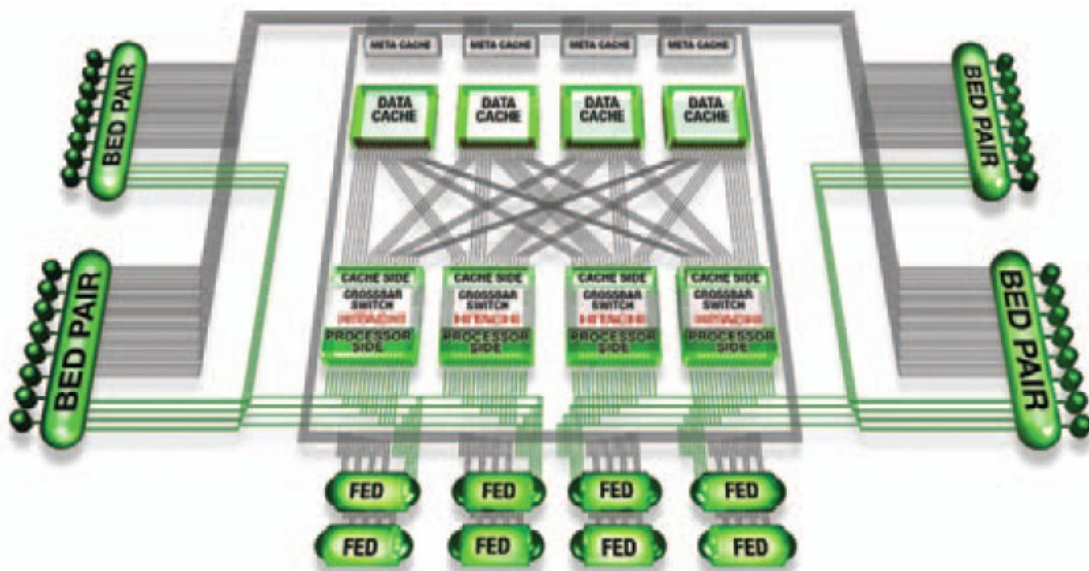 META CACHE META CACHE META CACHE META CACHE
DATA CACHE DATA CACHE DATA CACHE DATA CACHE
BED PAIR BED PAIR
CACHE SIDE CACHE SIDE CACHE SIDE CACHE SIDE
CROSSBAR CROSSBAR CROSSBAR CROSSBAR
SWITCH SWITCH SWITCH SWITCH
HITACHI HITACHI HITACHI HITACHI
PROCESSOR PROCESSOR PROCESSOR PROCESSOR
SIDE SIDE SIDE SIDE
BED PAIR BED PAIR
FED FED FED FED
FED FED FED FED